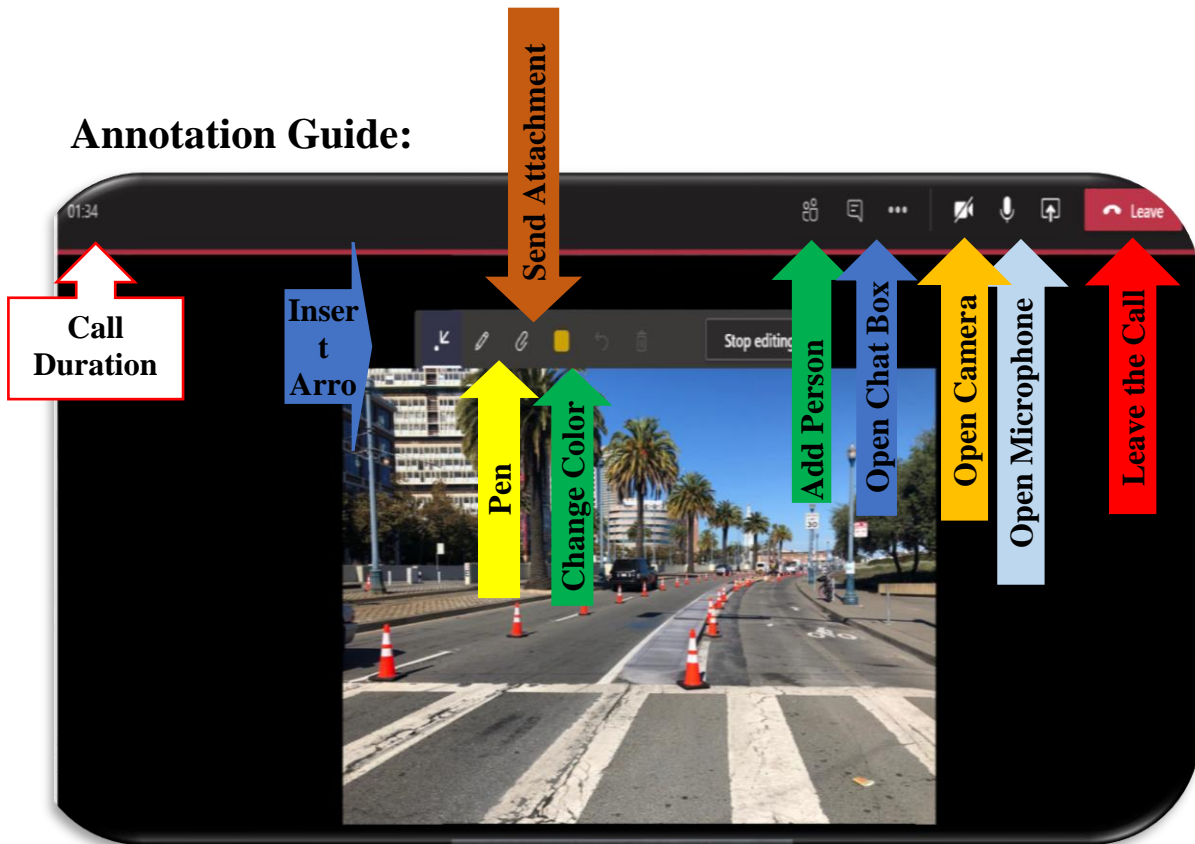 Annotation Guide:
Send Attachment
01:34
Leave
Call
Duration
Inser
t
Arro
Stop editing
Pen
Change Color
Add Person
Open Chat Box
Open Camera
Open Microphone
Leave the Call
30